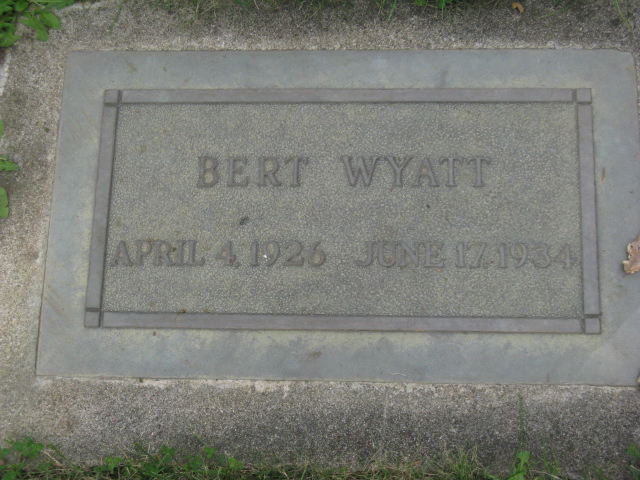 BERT WYATT
APRIL 4, 1926 JUNE 17, 1934